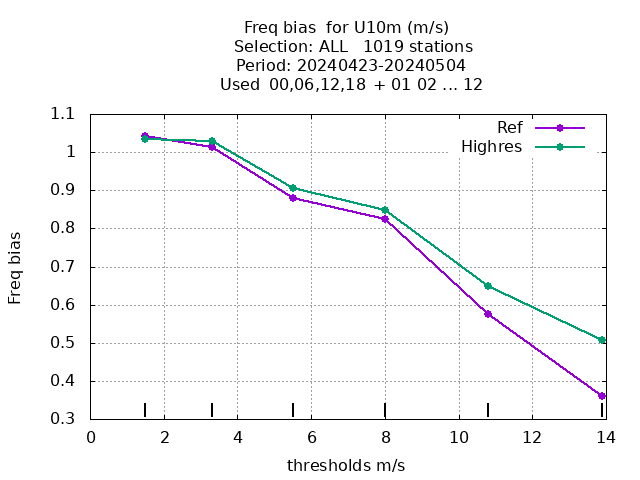 Freq bias  for U10m (m/s)
Selection: ALL   1019 stations
Period: 20240423-20240504
Used  00,06,12,18  + 01 02 ... 12
Ref
Highres
1.1
1
0.9
0.8
0.7
0.6
0.5
0.4
0.3
Freq bias
0 2 4 6 8 10 12 14
thresholds m/s